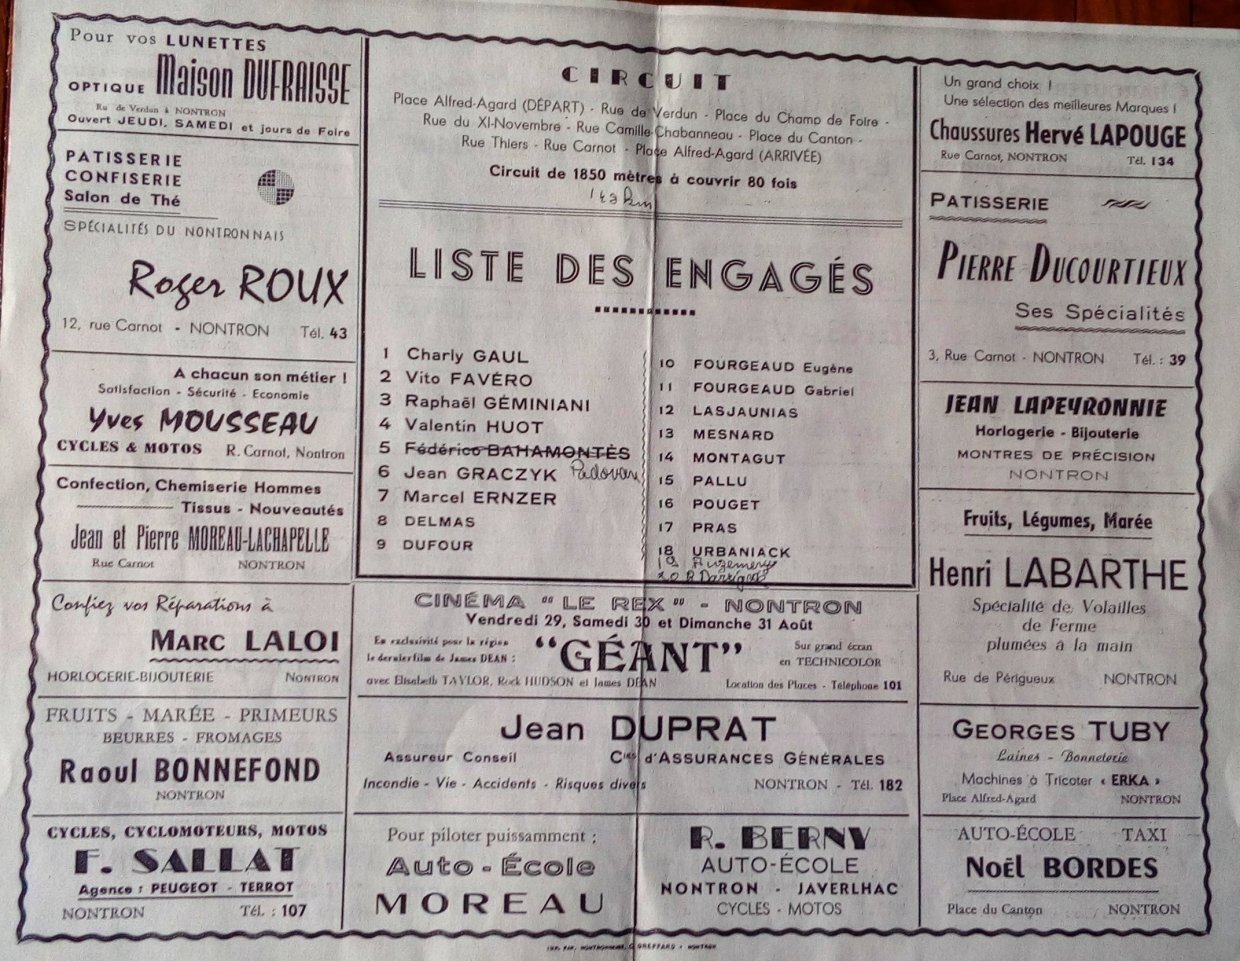 Pour vos LUNETTES
OPTIQUE Maison DUFRAISSE
Ru de Verdun à NONTRON
Ouvert JEUDI, SAMEDI et jours de Foire
PATISSERIE
CONFISERIE
Salon de Thé
SPÉCIALITÉS DU NONTRONNAIS
Roger ROUX
12, rue Carnot - NONTRON Tél. 43
A chacun son métier !
Satisfaction - Sécurité - Economie
Yves MOUSSEAU
CYCLES & MOTOS R. Carnot, Nontron
Confection, Chemiserie Hommes
Tissus - Nouveautés
Jean et Pierre MOREAU-LACHAPELLE
Rue Carnot NONTRON
Confiez vos Réparations à
MARC LALOI
HORLOGERIE-BIJOUTERIE NONTRON
FRUITS - MARÉE - PRIMEURS
BEURRES - FROMAGES
Raoul BONNEFOND
NONTRON
CYCLES, CYCLOMOTEURS, MOTOS
F. SALLAT
Agence : PEUGEOT - TERROT
NONTRON Tél. : 107
CIRCUIT
Place Alfred-Agard (DÉPART) - Rue de Verdun - Place du Champ de Foire -
Rue du XI-Novembre - Rue Camille-Chabanneau - Place du Canton -
Rue Thiers - Rue Carnot - Place Alfred-Agard (ARRIVÉE)
Circuit de 1850 mètres à couvrir 80 fois
143 km
LISTE DES ENGAGÉS
1 Charly GAUL
2 Vito FAVÉRO
3 Raphaël GÉMINIANI
4 Valentin HUOT
5 Fédérico BAHAMONTÈS
6 Jean GRACZYK Padovan
7 Marcel ERNZER
8 DELMAS
9 DUFOUR
10 FOURGEAUD Eugène
11 FOURGEAUD Gabriel
12 LASJAUNIAS
13 MESNARD
14 MONTAGUT
15 PALLU
16 POUGET
17 PRAS
18 URBANIACK
19 Auzemery
20 R
CINÉMA "LE REX" - NONTRON
Vendredi 29, Samedi 30 et Dimanche 31 Août
En exclusivité pour la région
le dernier film de James DEAN :
"GÉANT"
Sur grand écran
en TECHNICOLOR
avec Elisabeth TAYLOR, Rock HUDSON et James DEAN
Location des Places - Téléphone 101
Jean DUPRAT
Assureur Conseil Cies d'ASSURANCES GÉNÉRALES
Incendie - Vie - Accidents - Risques divers NONTRON - Tél. 182
Pour piloter puissamment ;
Auto - École
MOREAU
R. BERNY
AUTO-ÉCOLE
NONTRON - JAVERLHAC
CYCLES - MOTOS
Un grand choix !
Une sélection des meilleures Marques !
Chaussures Hervé LAPOUGE
Rue Carnot, NONTRON Tél. 134
PATISSERIE
PIERRE DUCOURTIEUX
Ses Spécialités
3, Rue Carnot - NONTRON Tél. : 39
JEAN LAPEYRONNIE
Horlogerie - Bijouterie
MONTRES DE PRÉCISION
NONTRON
Fruits, Légumes, Marée
Henri LABARTHE
Spécialité de Volailles
de Ferme
plumées à la main
Rue de Périgueux NONTRON
GEORGES TUBY
Laines - Bonneterie
Machines à Tricoter « ERKA »
Place Alfred-Agard NONTRON
AUTO-ÉCOLE TAXI
Noël BORDES
Place du Canton NONTRON